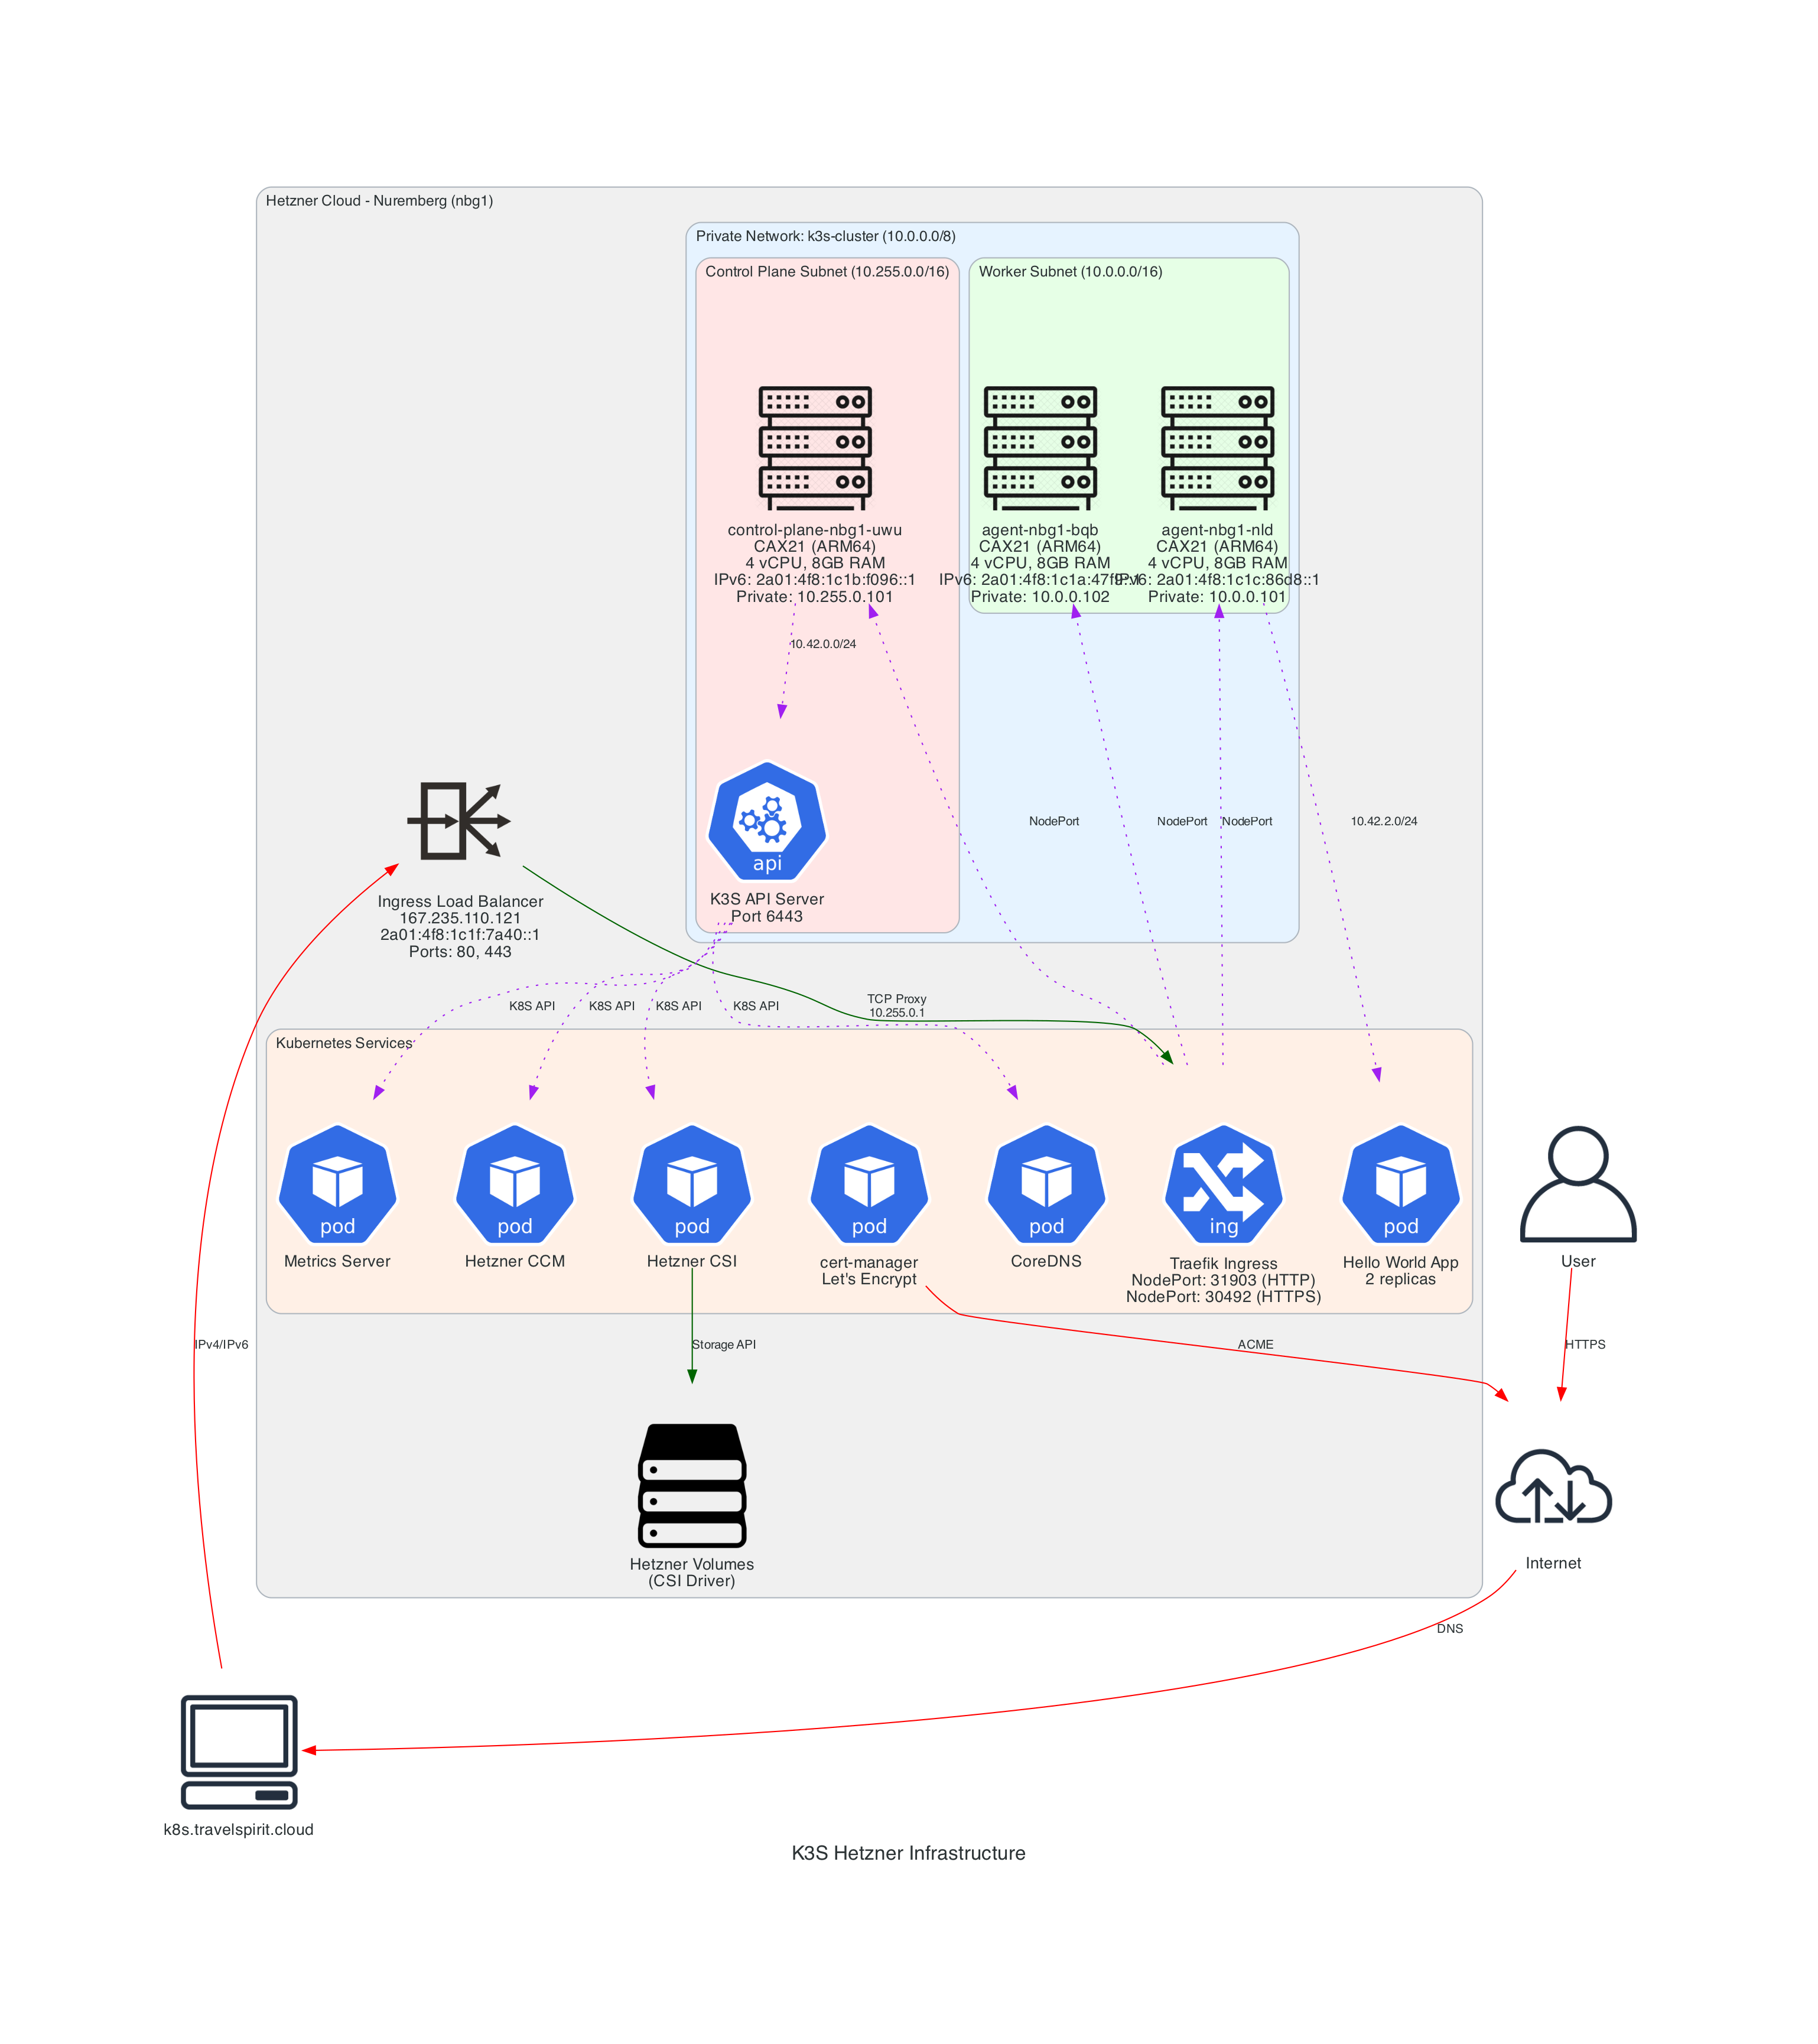 Hetzner Cloud - Nuremberg (nbg1)
Private Network: k3s-cluster (10.0.0.0/8)
Control Plane Subnet (10.255.0.0/16)
Worker Subnet (10.0.0.0/16)
control-plane-nbg1-uwu
CAX21 (ARM64)
4 vCPU, 8GB RAM
IPv6: 2a01:4f8:1c1b:f096::1
Private: 10.255.0.101
agent-nbg1-bqb
CAX21 (ARM64)
4 vCPU, 8GB RAM
IPv6: 2a01:4f8:1c1a:47f9::1
Private: 10.0.0.102
agent-nbg1-nld
CAX21 (ARM64)
4 vCPU, 8GB RAM
IPv6: 2a01:4f8:1c1c:86d8::1
Private: 10.0.0.101
10.42.0.0/24
NodePort
NodePort
NodePort
10.42.2.0/24
api
K3S API Server
Port 6443
Ingress Load Balancer
167.235.110.121
2a01:4f8:1c1f:7a40::1
Ports: 80, 443
K8S API
K8S API
K8S API
K8S API
TCP Proxy
10.255.0.1
Kubernetes Services
pod
Metrics Server
pod
Hetzner CCM
pod
Hetzner CSI
pod
cert-manager
Let's Encrypt
pod
CoreDNS
ing
Traefik Ingress
NodePort: 31903 (HTTP)
NodePort: 30492 (HTTPS)
pod
Hello World App
2 replicas
User
IPv4/IPv6
Storage API
ACME
HTTPS
Hetzner Volumes
(CSI Driver)
Internet
DNS
k8s.travelspirit.cloud
K3S Hetzner Infrastructure